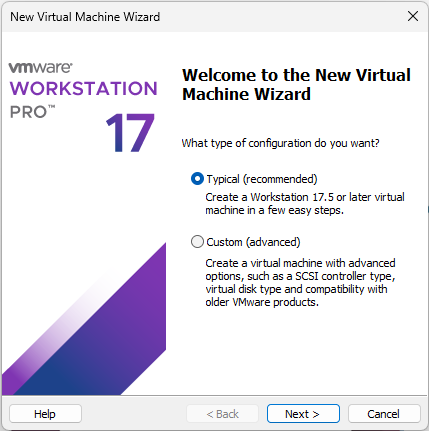 New Virtual Machine Wizard
vmware®
WORKSTATION
PRO™
17
Welcome to the New Virtual
Machine Wizard
What type of configuration do you want?
Typical (recommended)
Create a Workstation 17.5 or later virtual
machine in a few easy steps.
Custom (advanced)
Create a virtual machine with advanced
options, such as a SCSI controller type,
virtual disk type and compatibility with
older VMware products.
Help
< Back
Next >
Cancel